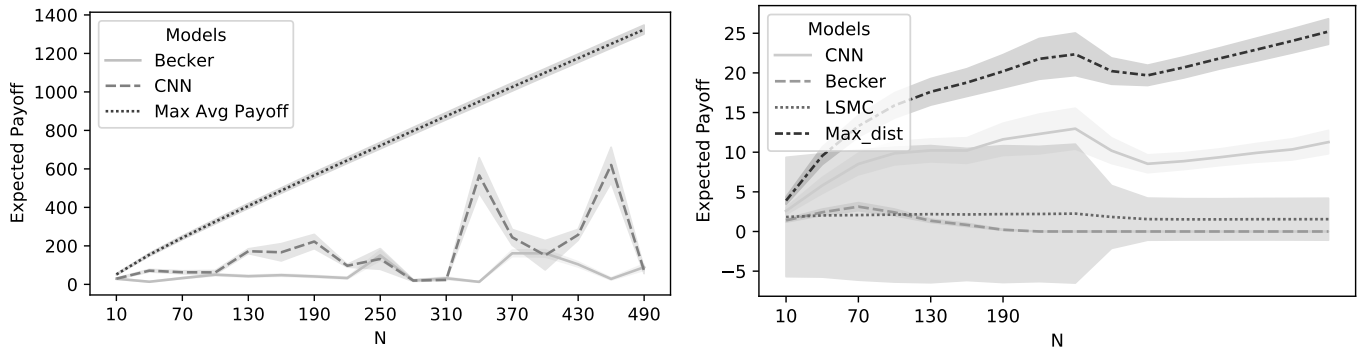 1400
1200
1000
800
600
400
200
0
Expected Payoff
Models
Becker
CNN
Max Avg Payoff
10 70 130 190 250 310 370 430 490
N
25
20
15
10
5
0
−5
Expected Payoff
Models
CNN
Becker
LSMC
Max_dist
10 70 130 190
N